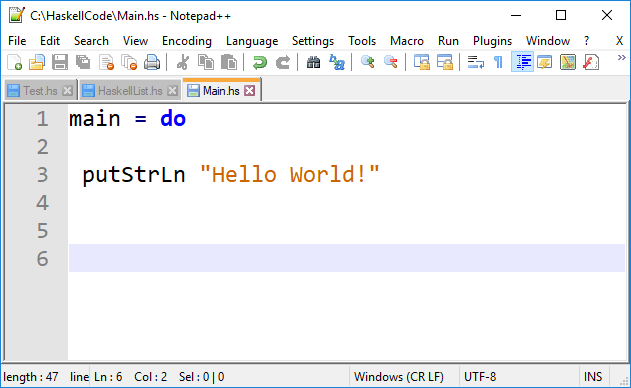 C:\HaskellCode\Main.hs - Notepad++
File Edit Search View Encoding Language Settings Tools Macro Run Plugins Window ? X
Test.hs HaskellList.hs Main.hs
1 main = do
2
3 putStrLn "Hello World!"
4
5
6
length : 47 line Ln : 6 Col : 2 Sel : 0 | 0 Windows (CR LF) UTF-8 INS